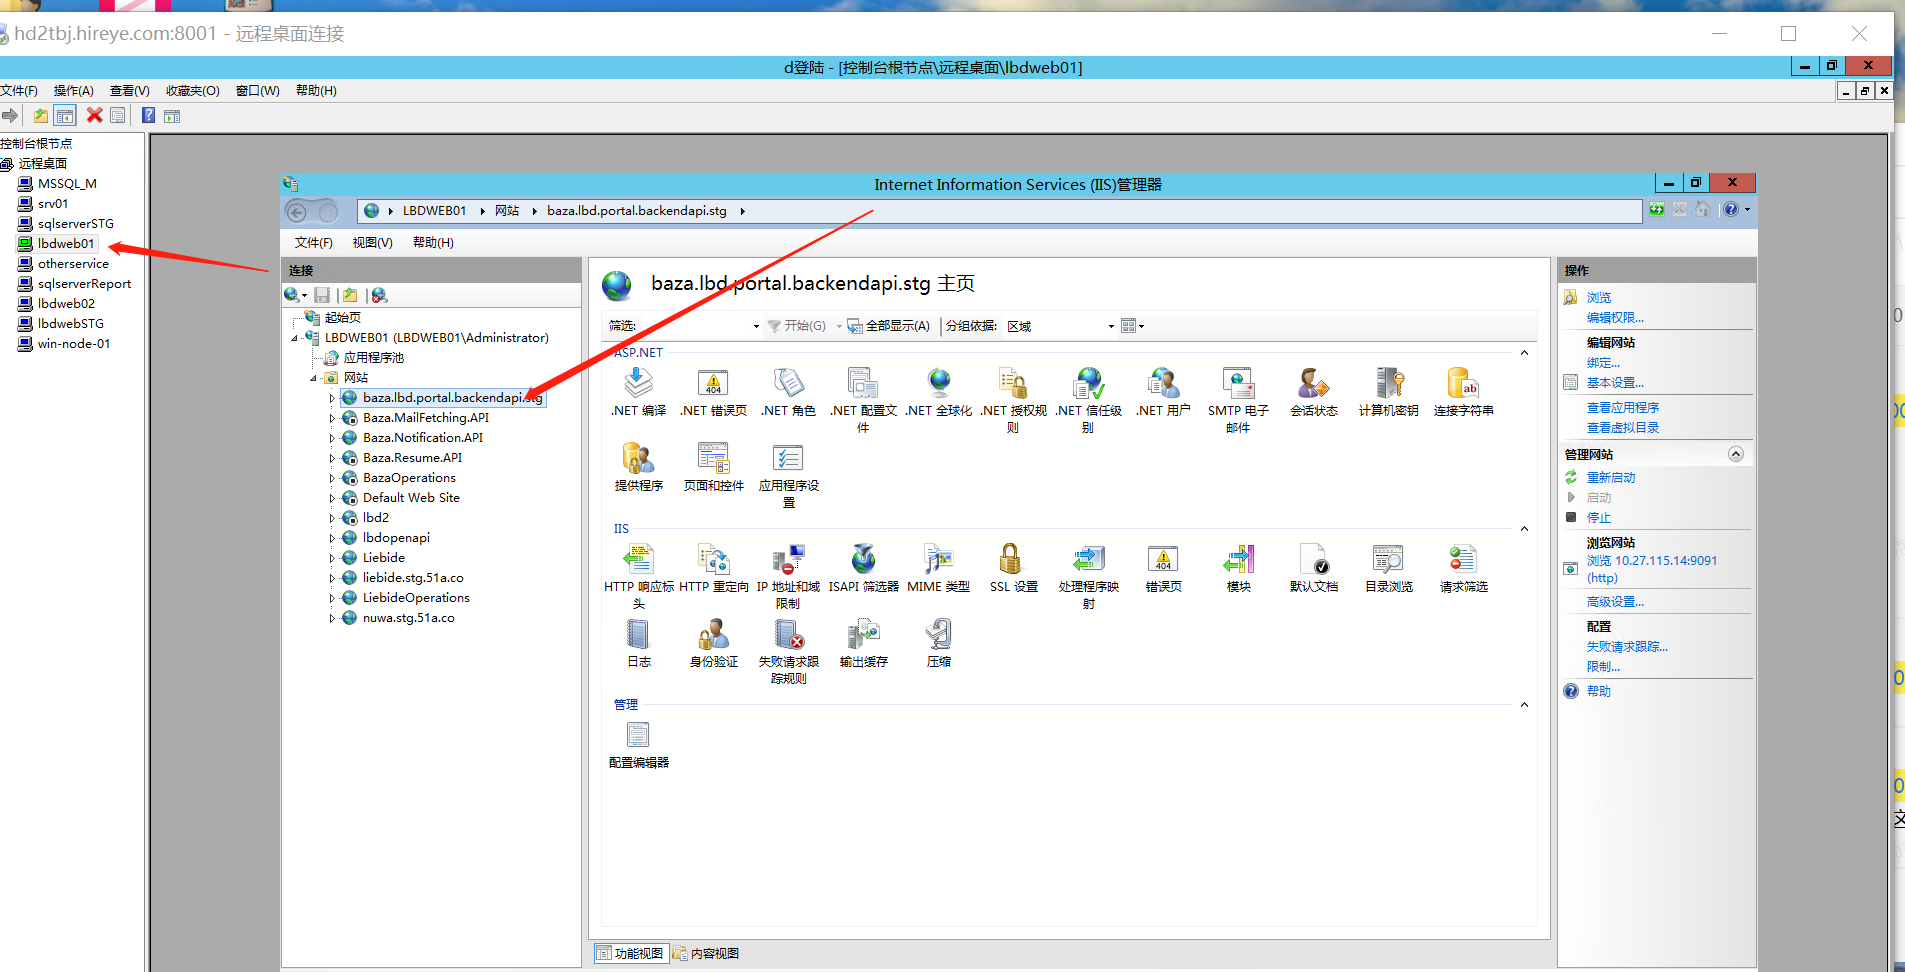 hd2tbj.hireye.com:8001 - 远程桌面连接
d登陆 - [控制台根节点\远程桌面\lbdweb01]
文件(F) 操作(A) 查看(V) 收藏夹(O) 窗口(W) 帮助(H)
控制台根节点
远程桌面
MSSQL_M
srv01
sqlserverSTG
lbdweb01
otherservice
sqlserverReport
lbdweb02
lbdwebSTG
win-node-01
Internet Information Services (IIS)管理器
LBDWEB01 网站 baza.lbd.portal.backendapi.stg
文件(F) 视图(V) 帮助(H)
连接
起始页
LBDWEB01 (LBDWEB01\Administrator)
应用程序池
网站
baza.lbd.portal.backendapi.stg
Baza.MailFetching.API
Baza.Notification.API
Baza.Resume.API
BazaOperations
Default Web Site
lbd2
lbdopenapi
Liebide
liebide.stg.51a.co
LiebideOperations
nuwa.stg.51a.co
baza.lbd.portal.backendapi.stg 主页
筛选: 开始(G) 全部显示(A) 分组依据: 区域
ASP.NET
.NET 编译
.NET 错误页
.NET 角色
.NET 配置文件
.NET 全球化
.NET 授权规则
.NET 信任级别
.NET 用户
SMTP 电子邮件
会话状态
计算机密钥
连接字符串
提供程序
页面和控件
应用程序设置
IIS
HTTP 响应标头
HTTP 重定向
IP 地址和域限制
ISAPI 筛选器
MIME 类型
SSL 设置
处理程序映射
错误页
模块
默认文档
目录浏览
请求筛选
日志
身份验证
失败请求跟踪规则
输出缓存
压缩
管理
配置编辑器
功能视图 内容视图
操作
浏览
编辑权限...
编辑网站
绑定...
基本设置...
查看应用程序
查看虚拟目录
管理网站
重新启动
启动
停止
浏览网站
浏览 10.27.115.14:9091
(http)
高级设置...
配置
失败请求跟踪...
限制...
帮助